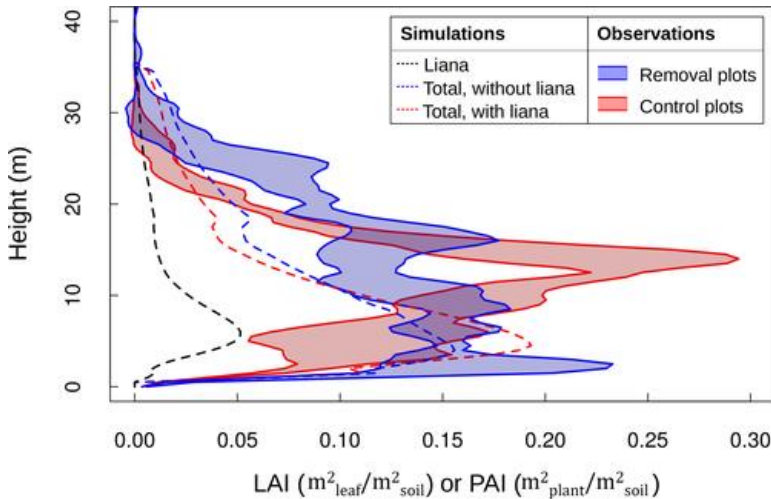 Simulations Observations
Liana
Total, without liana
Total, with liana
Removal plots
Control plots
Height (m)
40
30
20
10
0
0.00 0.05 0.10 0.15 0.20 0.25 0.30
LAI (m²leaf/m²soil) or PAI (m²plant/m²soil)